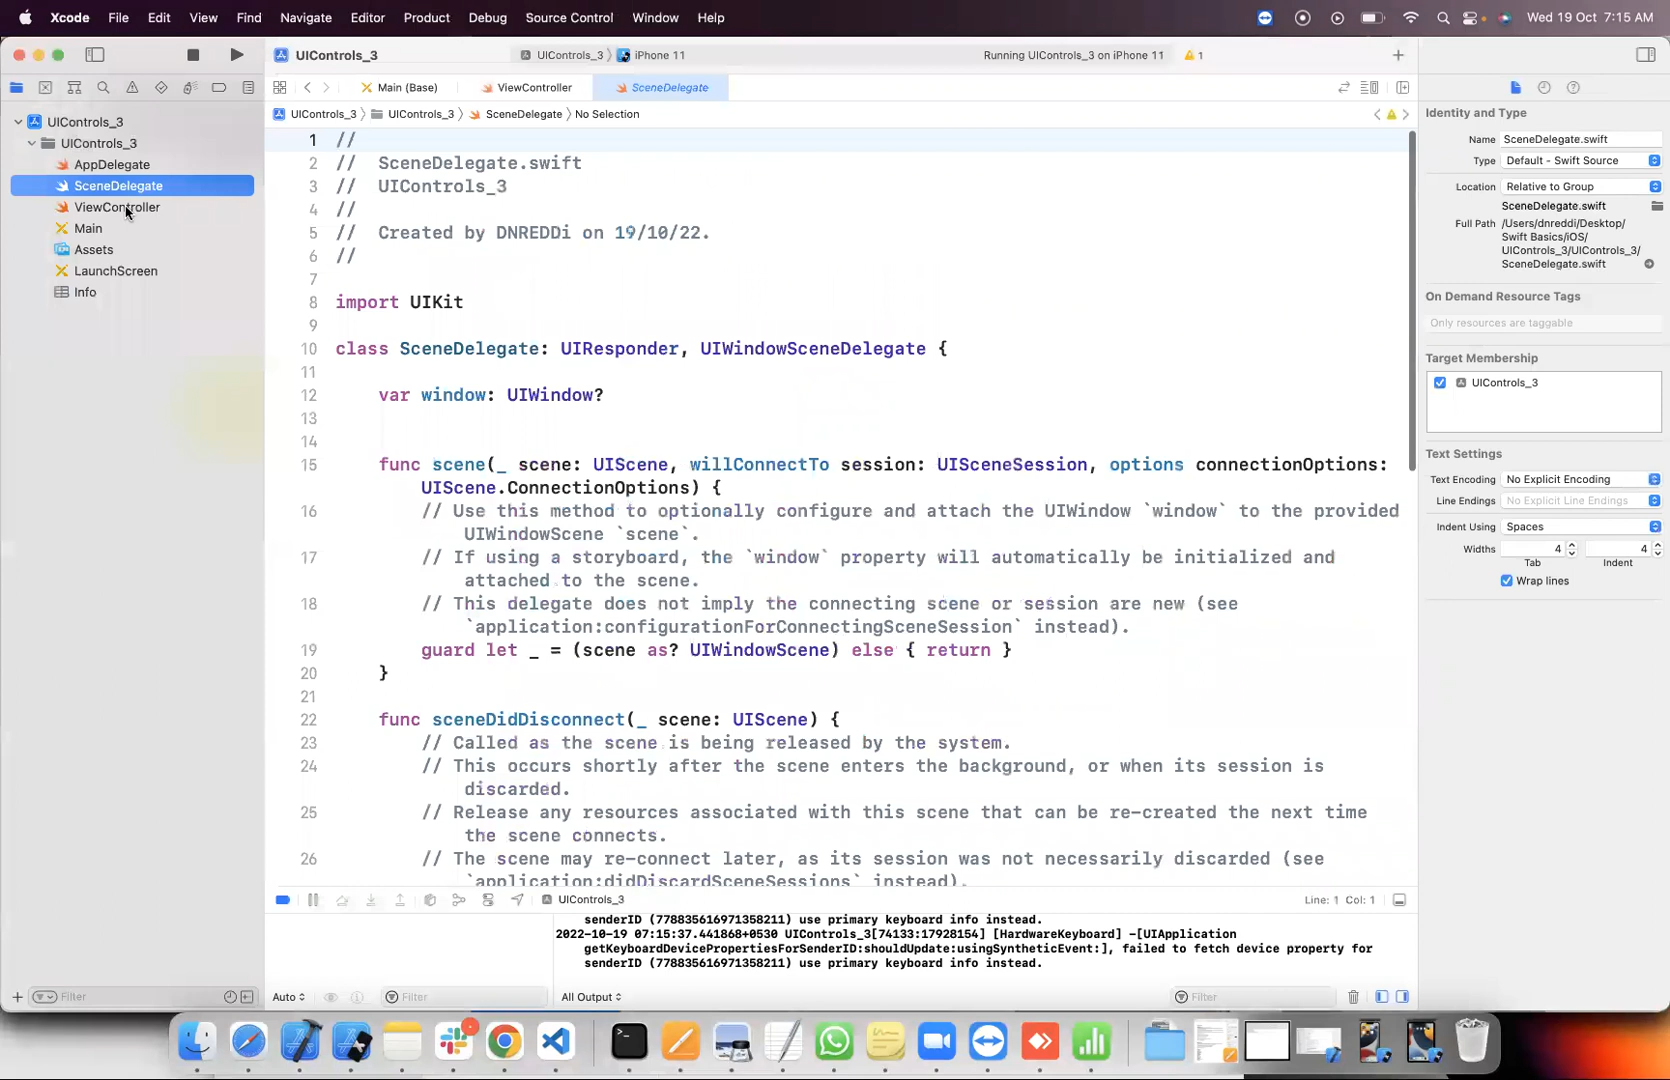 Xcode File Edit View Find Navigate Editor Product Debug Source Control Window Help Wed 19 Oct 7:15 AM
UIControls_3 UIControls_3 iPhone 11 Running UIControls_3 on iPhone 11 1
Main (Base) ViewController SceneDelegate
UIControls_3 UIControls_3 SceneDelegate No Selection
UIControls_3
UIControls_3
AppDelegate
SceneDelegate
ViewController
Main
Assets
LaunchScreen
Info
Filter
1 //
2 // SceneDelegate.swift
3 // UIControls_3
4 //
5 // Created by DNREDDi on 19/10/22.
6 //
7
8 import UIKit
9
10 class SceneDelegate: UIResponder, UIWindowSceneDelegate {
11
12 var window: UIWindow?
13
14
15 func scene(_ scene: UIScene, willConnectTo session: UISceneSession, options connectionOptions:
UIScene.ConnectionOptions) {
16 // Use this method to optionally configure and attach the UIWindow `window` to the provided
UIWindowScene `scene`.
17 // If using a storyboard, the `window` property will automatically be initialized and
attached to the scene.
18 // This delegate does not imply the connecting scene or session are new (see
`application:configurationForConnectingSceneSession` instead).
19 guard let _ = (scene as? UIWindowScene) else { return }
20 }
21
22 func sceneDidDisconnect(_ scene: UIScene) {
23 // Called as the scene is being released by the system.
24 // This occurs shortly after the scene enters the background, or when its session is
discarded.
25 // Release any resources associated with this scene that can be re-created the next time
the scene connects.
26 // The scene may re-connect later, as its session was not necessarily discarded (see
`application:didDiscardSceneSessions` instead).
UIControls_3 Line: 1 Col: 1
senderID (778835616971358211) use primary keyboard info instead.
2022-10-19 07:15:37.441868+0530 UIControls_3[74133:17928154] [HardwareKeyboard] -[UIApplication
getKeyboardDevicePropertiesForSenderID:shouldUpdate:usingSyntheticEvent:], failed to fetch device property for
senderID (778835616971358211) use primary keyboard info instead.
Auto Filter All Output Filter
Identity and Type
Name SceneDelegate.swift
Type Default - Swift Source
Location Relative to Group
SceneDelegate.swift
Full Path /Users/dnreddi/Desktop/
Swift Basics/iOS/
UIControls_3/UIControls_3/
SceneDelegate.swift
On Demand Resource Tags
Only resources are taggable
Target Membership
UIControls_3
Text Settings
Text Encoding No Explicit Encoding
Line Endings No Explicit Line Endings
Indent Using Spaces
Widths 4 4
Tab Indent
Wrap lines